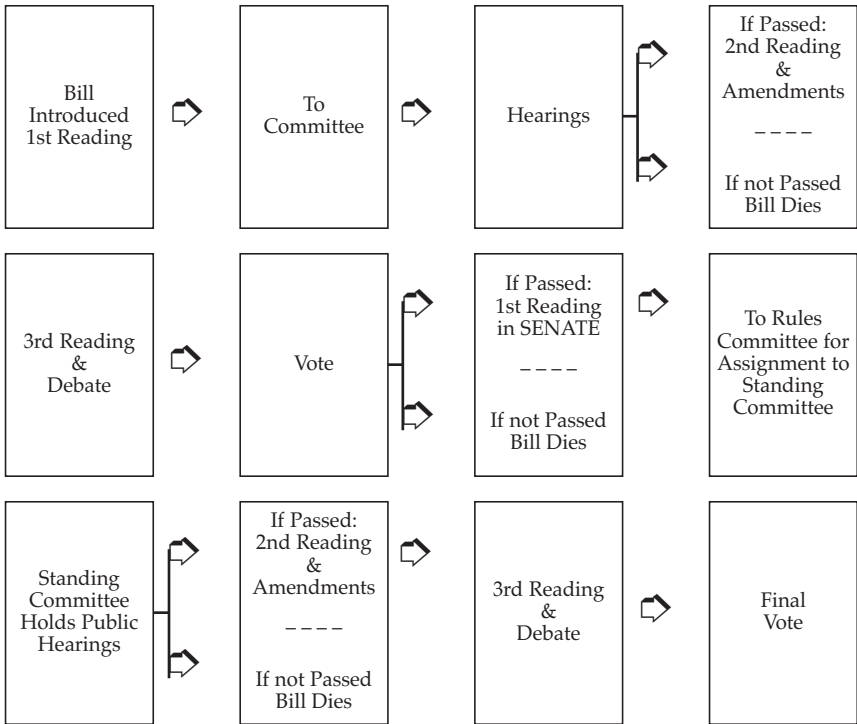 Bill
Introduced
1st Reading
To
Committee
Hearings
If Passed:
2nd Reading
&
Amendments
– – – –
If not Passed
Bill Dies
3rd Reading
&
Debate
Vote
If Passed:
1st Reading
in SENATE
– – – –
If not Passed
Bill Dies
To Rules
Committee for
Assignment to
Standing
Committee
Standing
Committee
Holds Public
Hearings
If Passed:
2nd Reading
&
Amendments
– – – –
If not Passed
Bill Dies
3rd Reading
&
Debate
Final
Vote